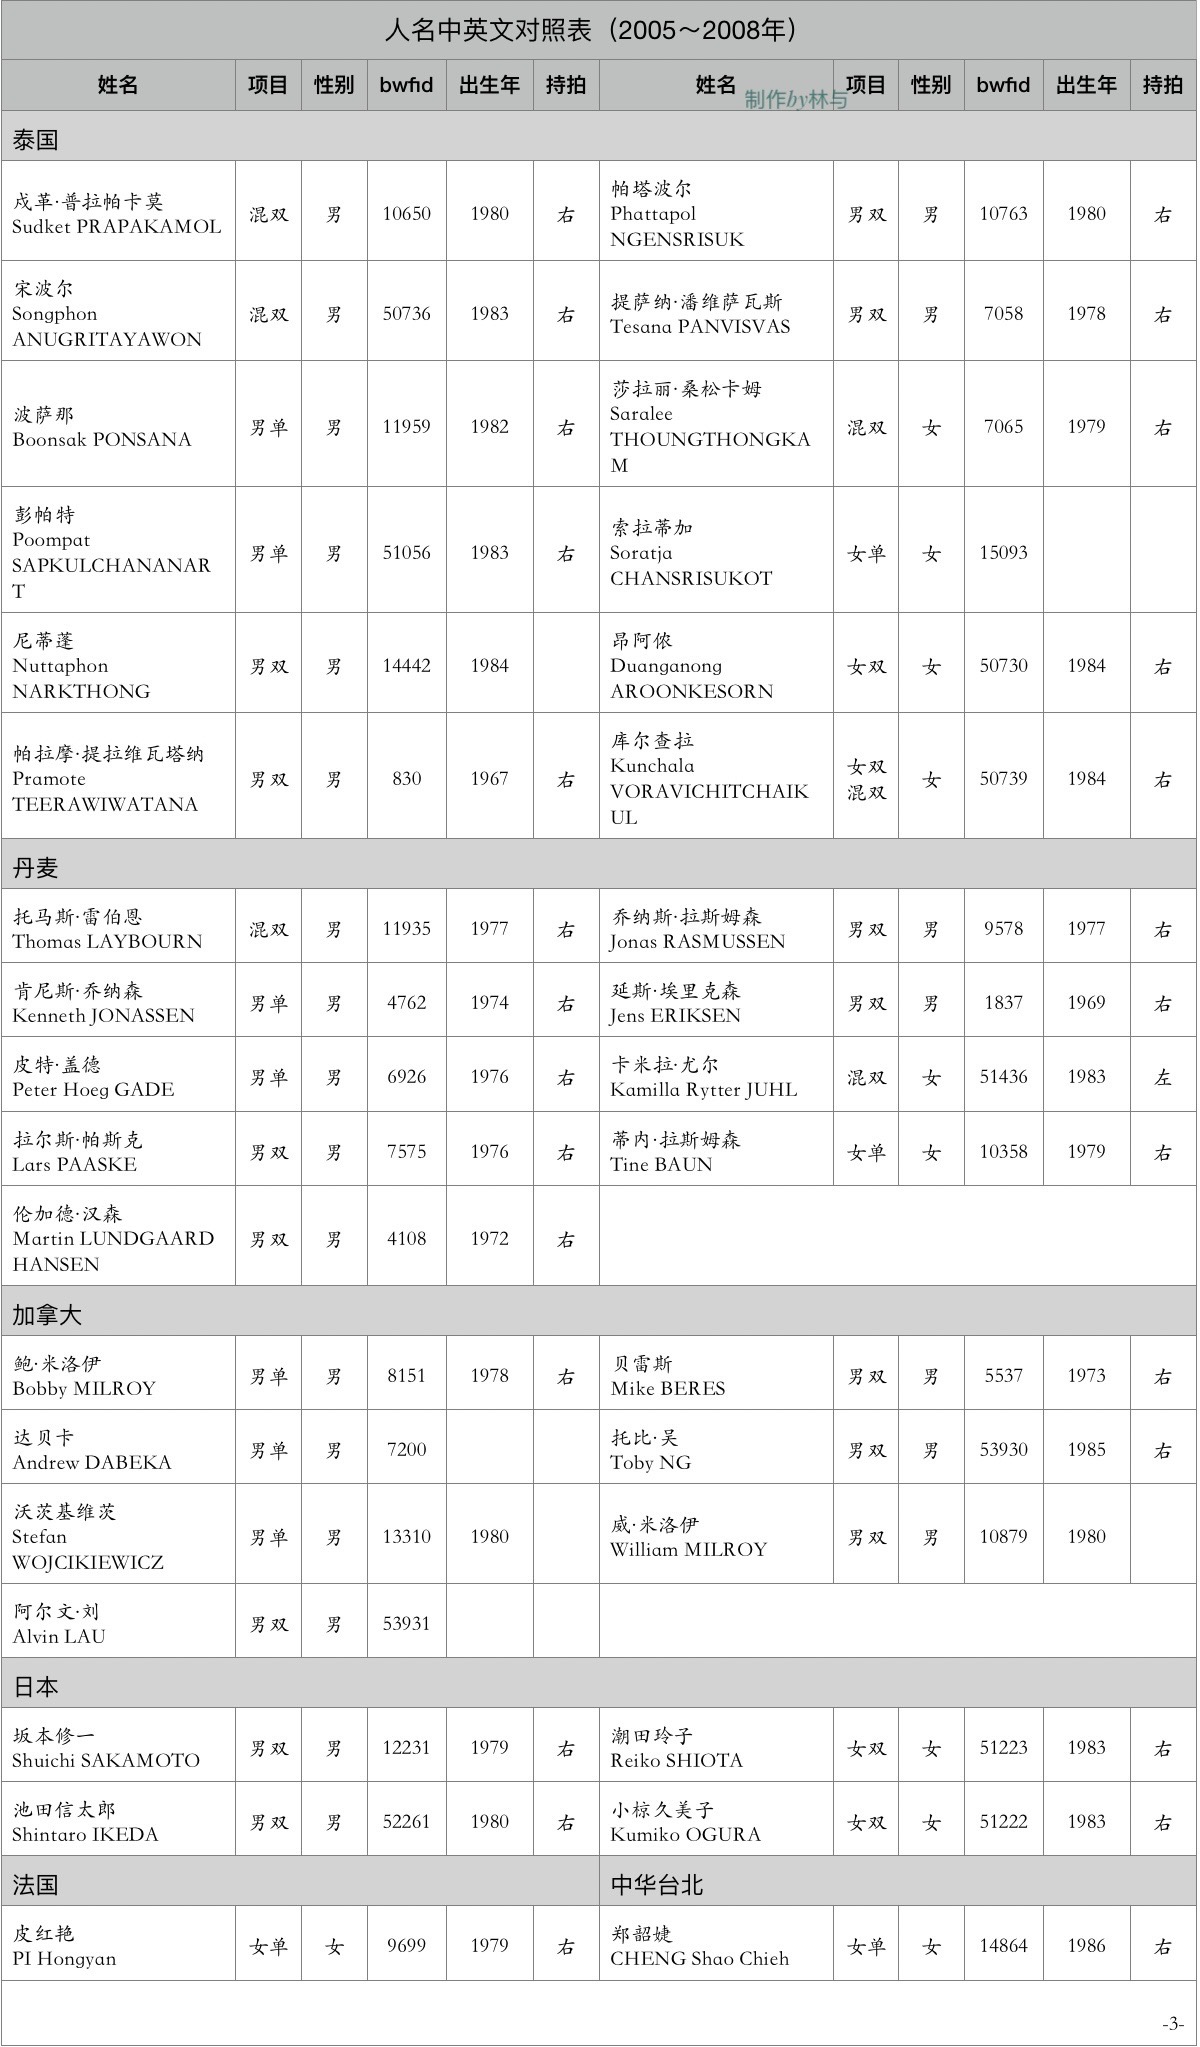 人名中英文对照表（2005～2008年）
姓名 项目 性别 bwfid 出生年 持拍 姓名 项目 性别 bwfid 出生年 持拍
制作by林与
泰国
戍革·普拉帕卡莫
Sudket PRAPAKAMOL
混双 男 10650 1980 右
帕塔波尔
Phattapol
NGENSRISUK
男双 男 10763 1980 右
宋波尔
Songphon
ANUGRITAYAWON
混双 男 50736 1983 右
提萨纳·潘维萨瓦斯
Tesana PANVISVAS
男双 男 7058 1978 右
波萨那
Boonsak PONSANA
男单 男 11959 1982 右
莎拉丽·桑松卡姆
Saralee
THOUNGTHONGKA
M
混双 女 7065 1979 右
彭帕特
Poompat
SAPKULCHANANAR
T
男单 男 51056 1983 右
索拉蒂加
Soratja
CHANSRISUKOT
女单 女 15093
尼蒂蓬
Nuttaphon
NARKTHONG
男双 男 14442 1984
昂阿侬
Duanganong
AROONKESORN
女双 女 50730 1984 右
帕拉摩·提拉维瓦塔纳
Pramote
TEERAWIWATANA
男双 男 830 1967 右
库尔查拉
Kunchala
VORAVICHITCHAIK
UL
女双
混双
女 50739 1984 右
丹麦
托马斯·雷伯恩
Thomas LAYBOURN
混双 男 11935 1977 右
乔纳斯·拉斯姆森
Jonas RASMUSSEN
男双 男 9578 1977 右
肯尼斯·乔纳森
Kenneth JONASSEN
男单 男 4762 1974 右
延斯·埃里克森
Jens ERIKSEN
男双 男 1837 1969 右
皮特·盖德
Peter Hoeg GADE
男单 男 6926 1976 右
卡米拉·尤尔
Kamilla Rytter JUHL
混双 女 51436 1983 左
拉尔斯·帕斯克
Lars PAASKE
男双 男 7575 1976 右
蒂内·拉斯姆森
Tine BAUN
女单 女 10358 1979 右
伦加德·汉森
Martin LUNDGAARD
HANSEN
男双 男 4108 1972 右
加拿大
鲍·米洛伊
Bobby MILROY
男单 男 8151 1978 右
贝雷斯
Mike BERES
男双 男 5537 1973 右
达贝卡
Andrew DABEKA
男单 男 7200
托比·吴
Toby NG
男双 男 53930 1985 右
沃茨基维茨
Stefan
WOJCIKIEWICZ
男单 男 13310 1980
威·米洛伊
William MILROY
男双 男 10879 1980
阿尔文·刘
Alvin LAU
男双 男 53931
日本
坂本修一
Shuichi SAKAMOTO
男双 男 12231 1979 右
潮田玲子
Reiko SHIOTA
女双 女 51223 1983 右
池田信太郎
Shintaro IKEDA
男双 男 52261 1980 右
小椋久美子
Kumiko OGURA
女双 女 51222 1983 右
法国 中华台北
皮红艳
PI Hongyan
女单 女 9699 1979 右
郑韶婕
CHENG Shao Chieh
女单 女 14864 1986 右
-3-